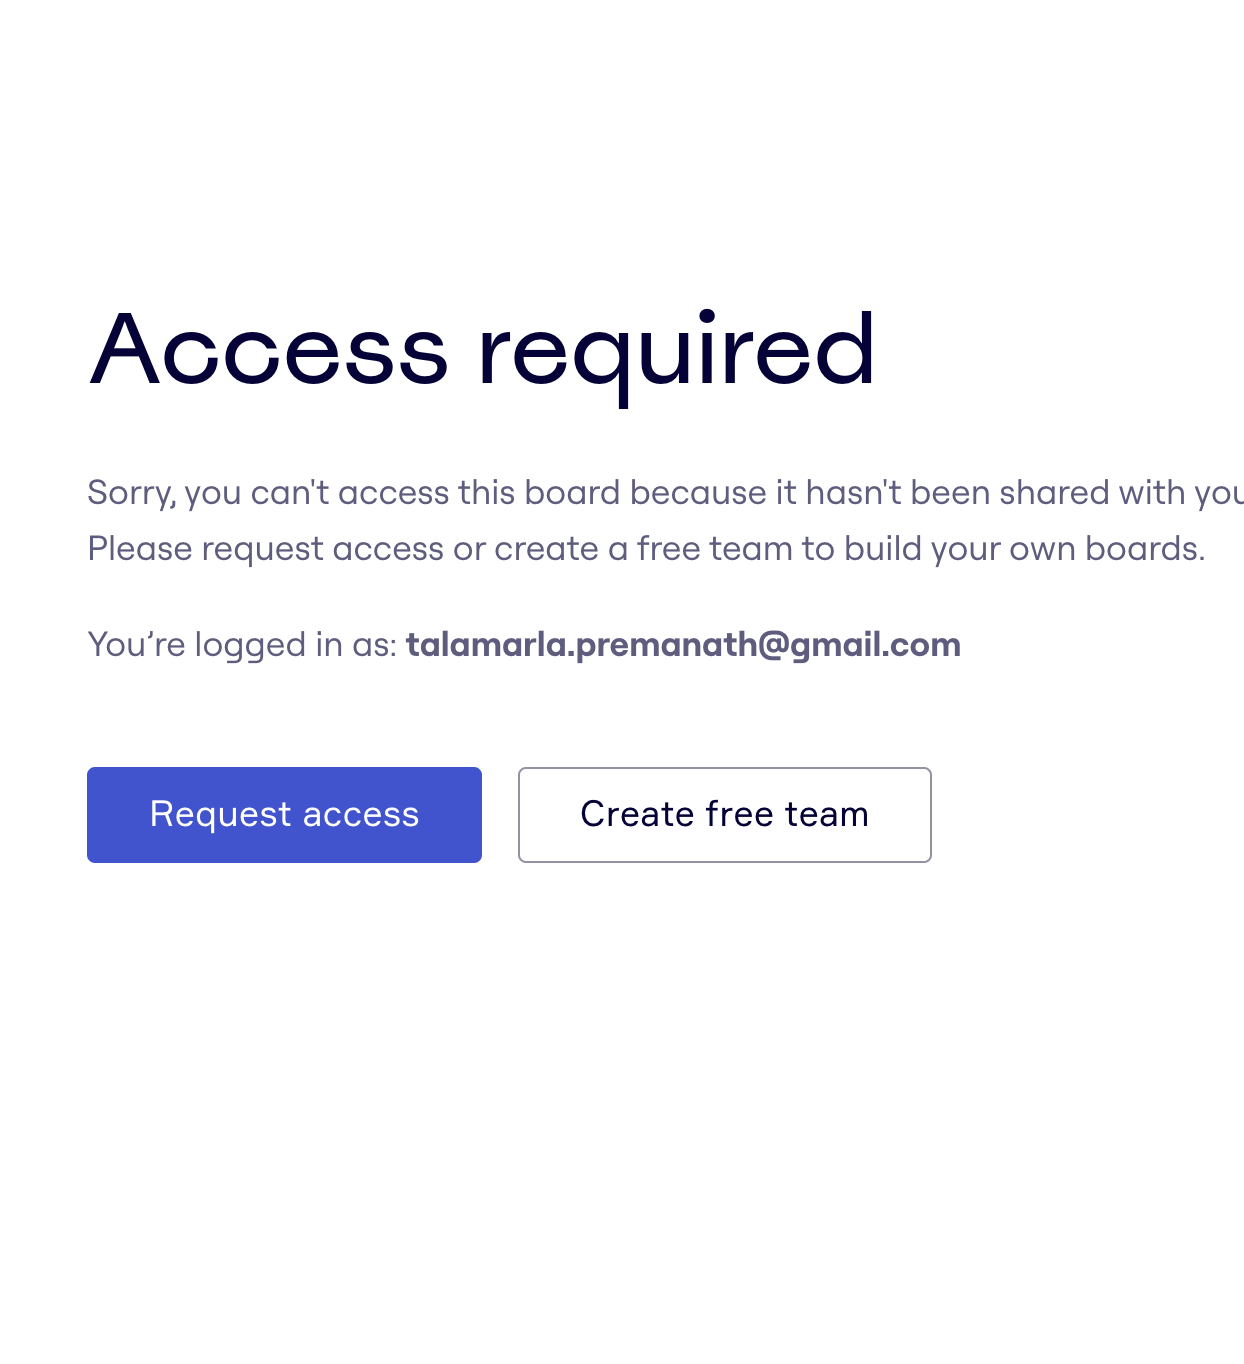 Access required
Sorry, you can't access this board because it hasn't been shared with you
Please request access or create a free team to build your own boards.
You’re logged in as: talamarla.premanath@gmail.com
Request access
Create free team